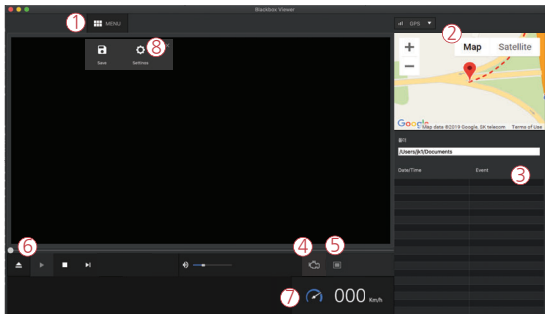 Blackbox Viewer
1
MENU
GPS
2
8
Save
Settings
+
Map
Satellite
−
Google
Map data ©2019 Google, SK telecom
Terms of Use
/Users/jk1/Documents
Date/Time
Event
3
6
4
5
7
000 Km/h